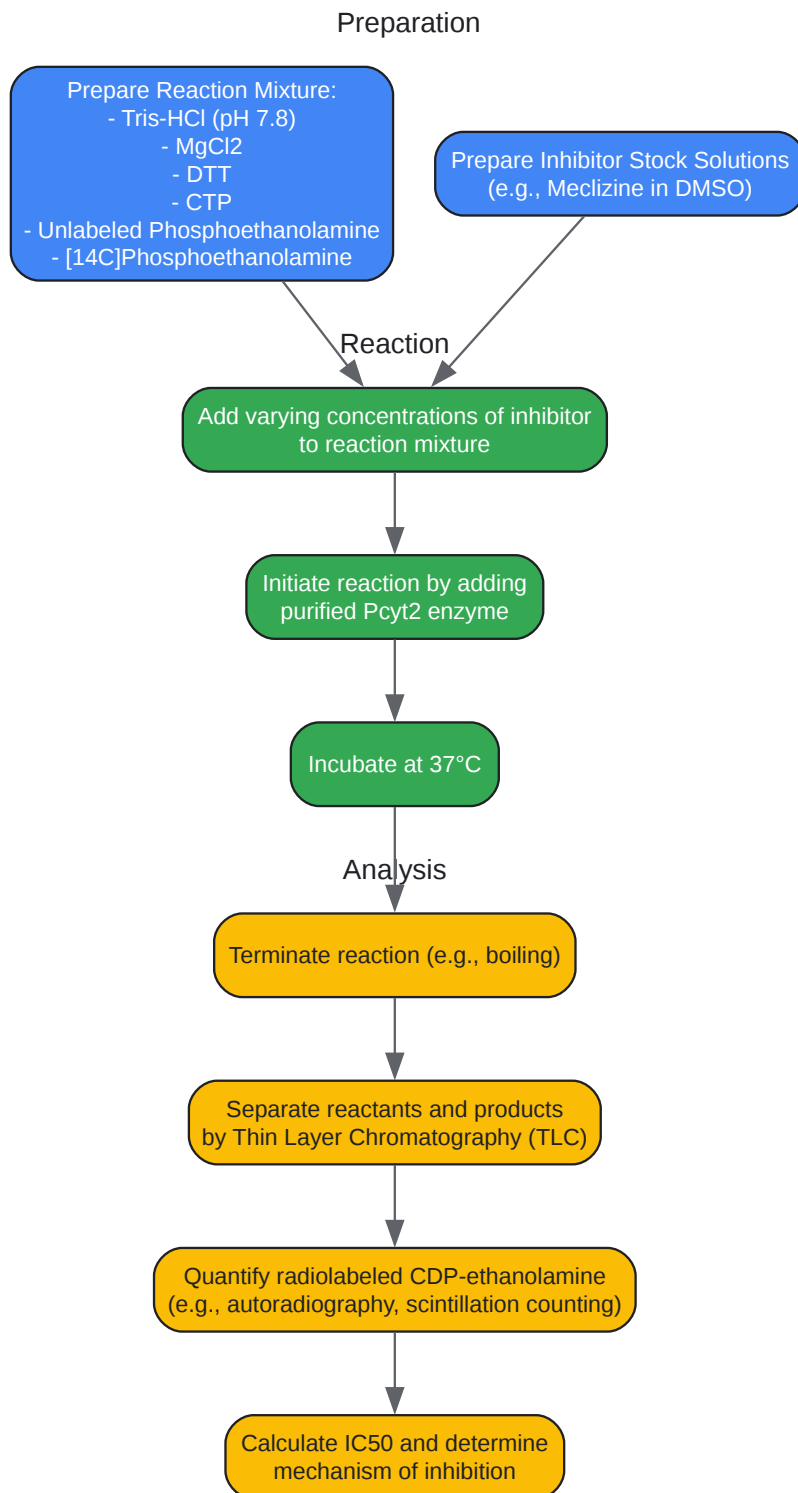 Preparation
Prepare Reaction Mixture:
- Tris-HCl (pH 7.8)
- MgCl2
- DTT
- CTP
- Unlabeled Phosphoethanolamine
- [14C]Phosphoethanolamine
Prepare Inhibitor Stock Solutions
(e.g., Meclizine in DMSO)
Reaction
Add varying concentrations of inhibitor
to reaction mixture
Initiate reaction by adding
purified Pcyt2 enzyme
Incubate at 37°C
Analysis
Terminate reaction (e.g., boiling)
Separate reactants and products
by Thin Layer Chromatography (TLC)
Quantify radiolabeled CDP-ethanolamine
(e.g., autoradiography, scintillation counting)
Calculate IC50 and determine
mechanism of inhibition